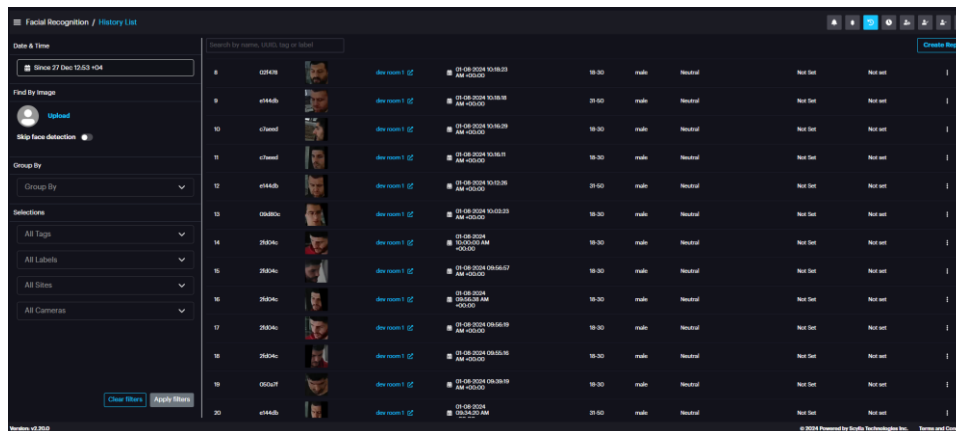 Facial Recognition / History List
Date & Time
Since 27 Dec 12:53 +04
Find By Image
Upload
Skip face detection
Group By
Group By
Selections
All Tags
All Labels
All Sites
All Cameras
Clear filters Apply filters
Search by name, UUID, tag or label
Create Rep
8 dev room 1 01-08-2024 10:18:23 AM +00:00 18-30 male Neutral Not Set Not set
9 e144db dev room 1 01-08-2024 10:18:18 AM +00:00 31-50 male Neutral Not Set Not set
10 dev room 1 01-08-2024 10:16:29 AM +00:00 18-30 male Neutral Not Set Not set
11 dev room 1 01-08-2024 10:16:11 AM +00:00 18-30 male Neutral Not Set Not set
12 e144db dev room 1 01-08-2024 10:13:28 AM +00:00 31-50 male Neutral Not Set Not set
13 09d80c dev room 1 01-08-2024 10:02:23 AM +00:00 18-30 male Neutral Not Set Not set
14 2fd04c dev room 1 01-08-2024 10:00:00 AM +00:00 18-30 male Neutral Not Set Not set
15 2fd04c dev room 1 01-08-2024 09:56:57 AM +00:00 18-30 male Neutral Not Set Not set
16 2fd04c dev room 1 01-08-2024 09:56:38 AM +00:00 18-30 male Neutral Not Set Not set
17 2fd04c dev room 1 01-08-2024 09:56:19 AM +00:00 18-30 male Neutral Not Set Not set
18 2fd04c dev room 1 01-08-2024 09:55:16 AM +00:00 18-30 male Neutral Not Set Not set
19 050a7f dev room 1 01-08-2024 09:39:19 AM +00:00 18-30 male Neutral Not Set Not set
20 e144db dev room 1 01-08-2024 09:34:20 AM 31-50 male Neutral Not Set Not set
Version: v2.20.0 © 2024 Powered by Scylla Technologies Inc. Terms and Con